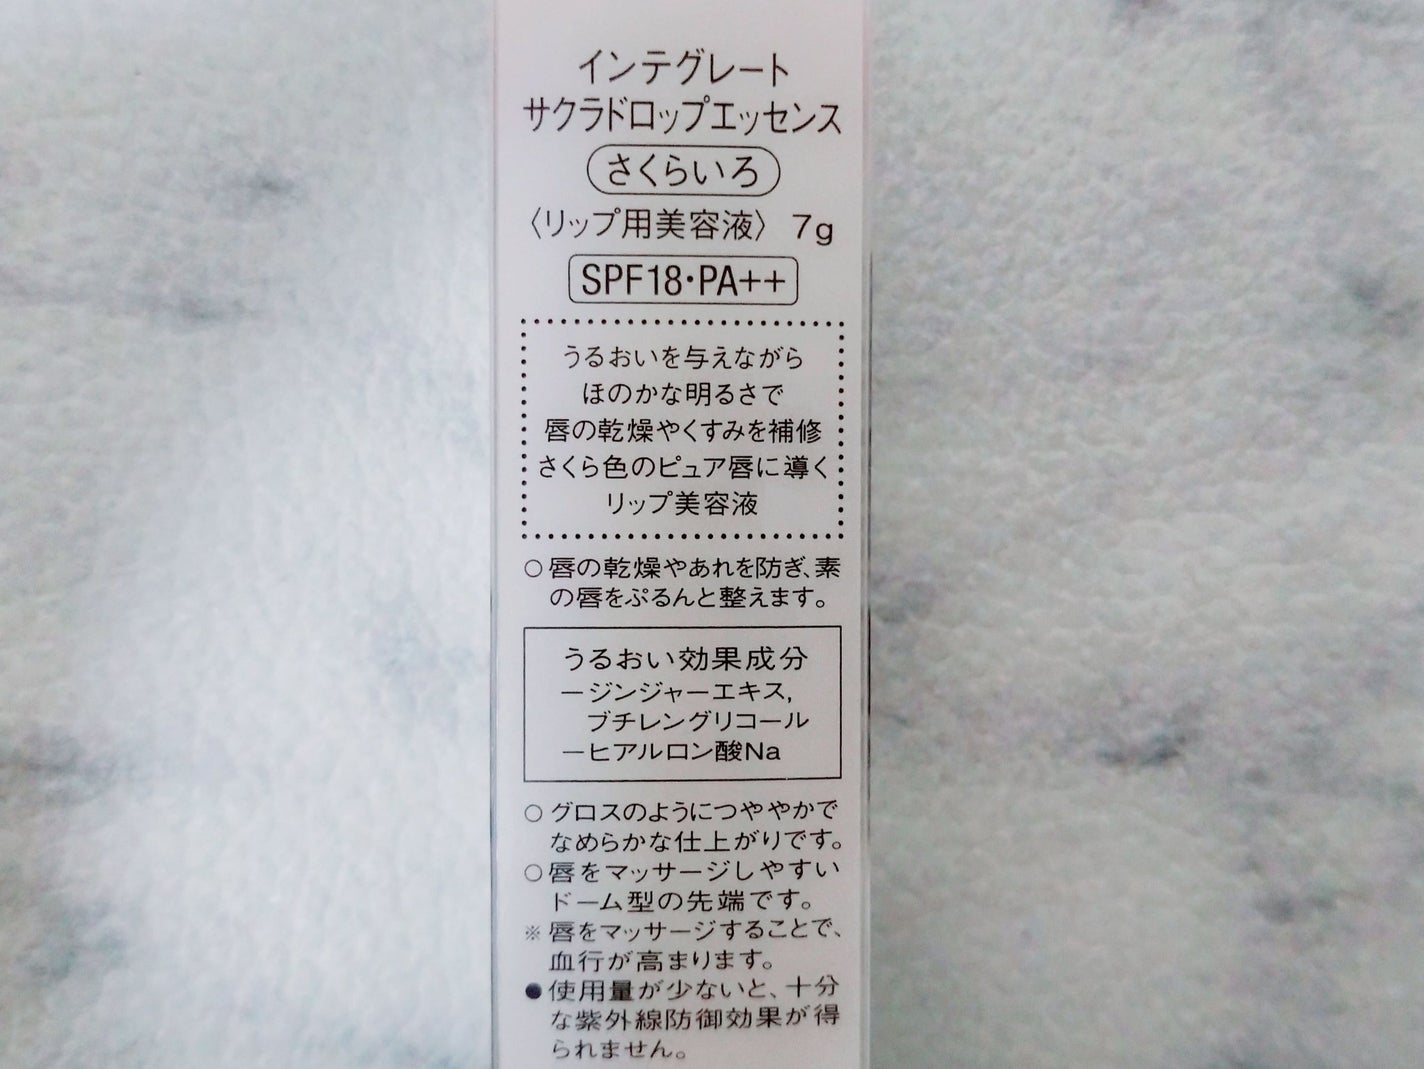 インテグレート
サクラドロップエッセンス
さくらいろ
〈リップ用美容液〉 7g
SPF18・PA++
うるおいを与えながら
ほのかな明るさで
唇の乾燥やくすみを補修
さくら色のピュア唇に導く
リップ美容液
○唇の乾燥やあれを防ぎ、素
の唇をぷるんと整えます。
うるおい効果成分
ージンジャーエキス,
ブチレングリコール
ーヒアルロン酸Na
○グロスのようにつややかで
なめらかな仕上がりです。
○唇をマッサージしやすい
ドーム型の先端です。
※唇をマッサージすることで、
血行が高まります。
●使用量が少ないと、十分
な紫外線防御効果が得
られません。